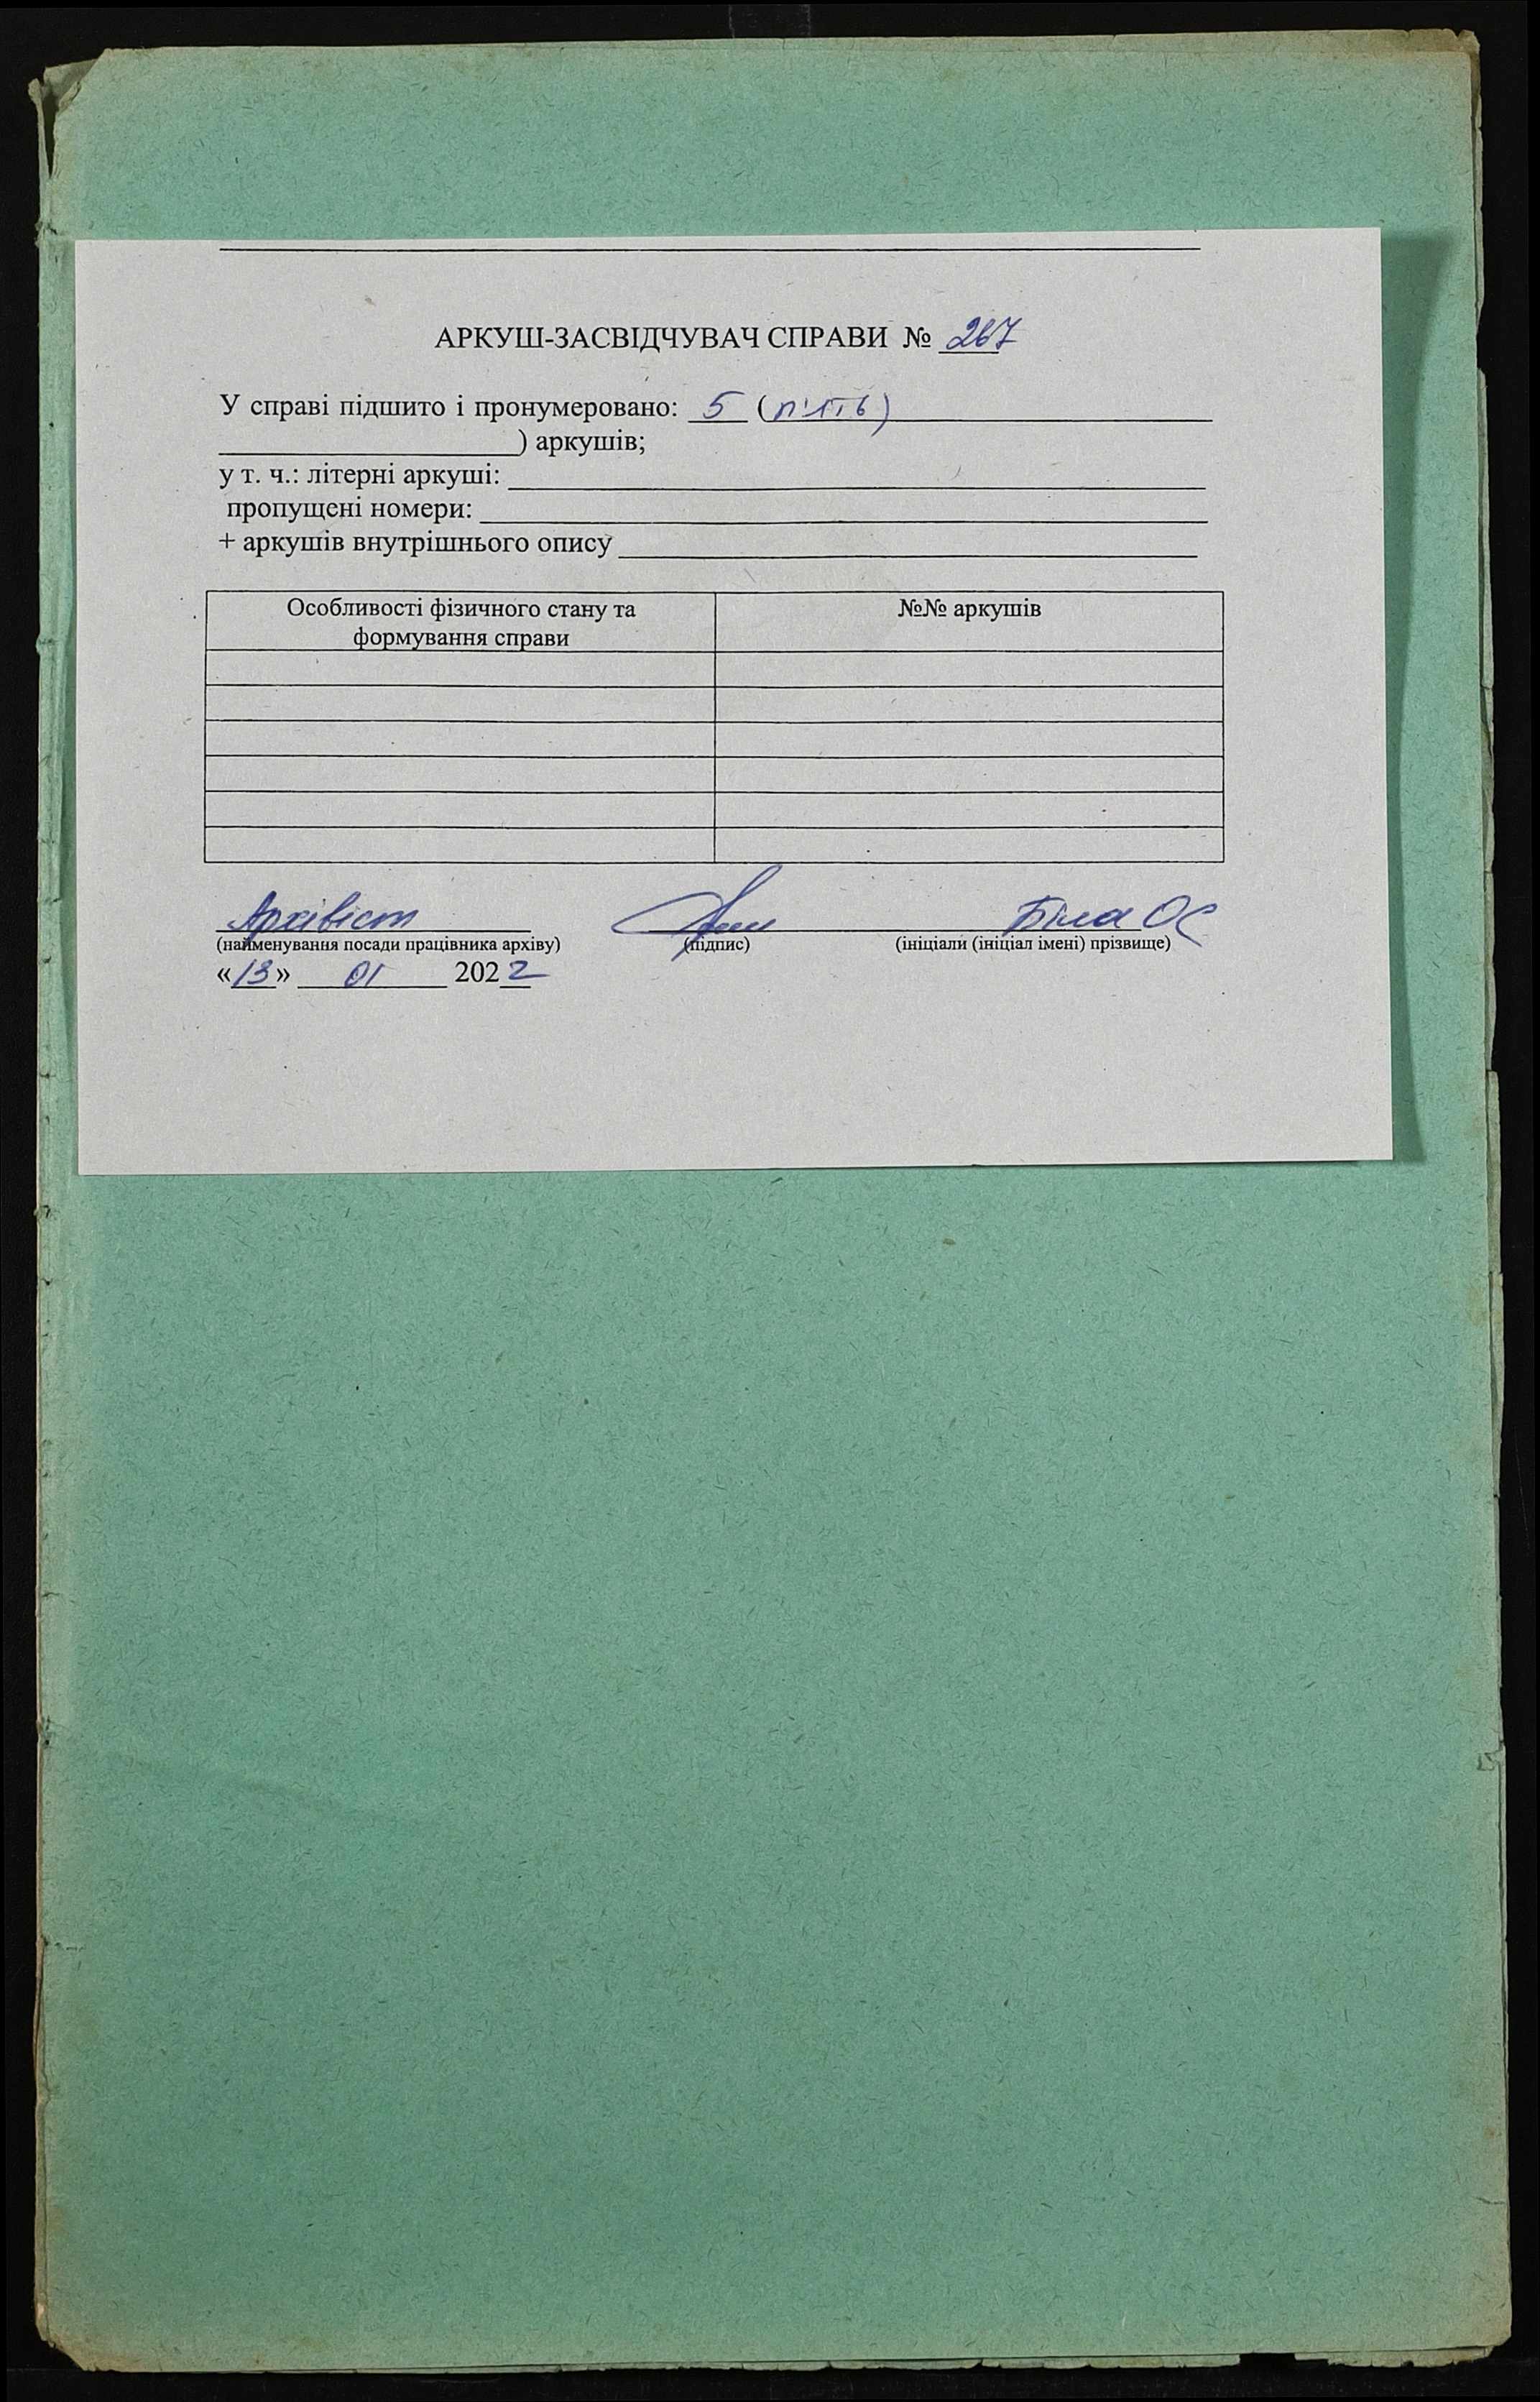 АРКУШ-ЗАСВІДЧУВАЧ СПРАВИ № 267
У справі підшито і пронумеровано: 5 (п'ять)
) аркушів;
у т. ч.: літерні аркуші:
пропущені номери:
+ аркушів внутрішнього опису
Особливості фізичного стану та формування справи №№ аркушів
Архівіст Біла ОС
(найменування посади працівника архіву) (підпис) (ініціали (ініціал імені) прізвище)
«13» 01 2022